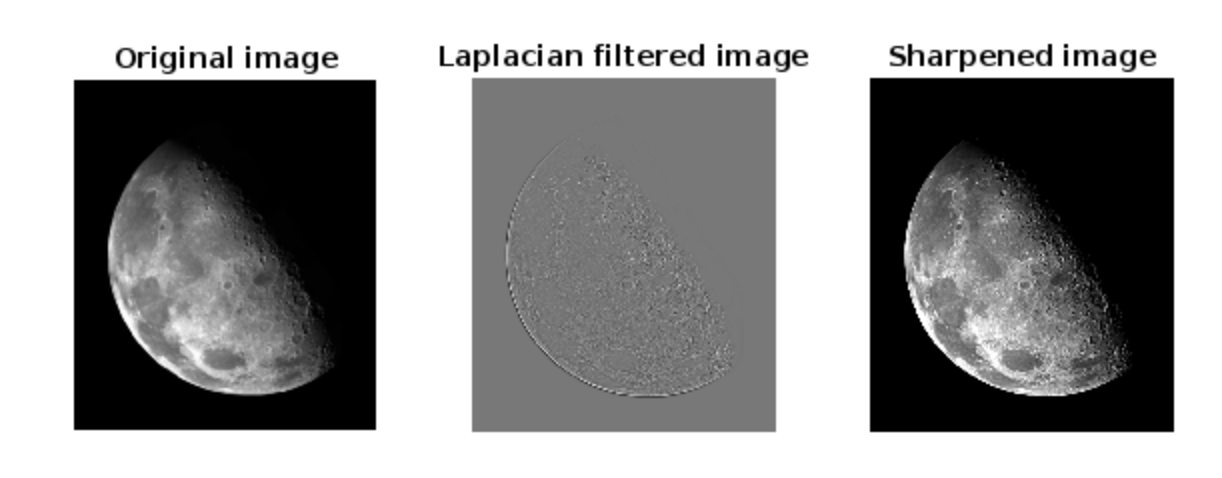 Original image
Laplacian filtered image
Sharpened image